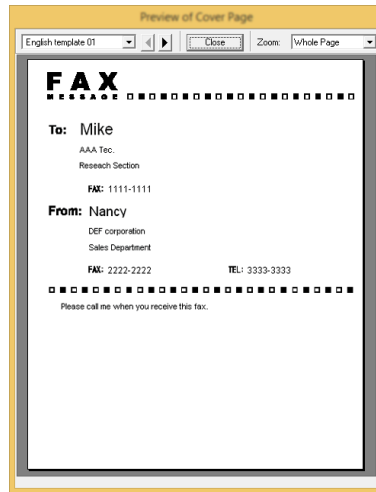 Preview of Cover Page
English template 01 Close Zoom: Whole Page
FAX
MESSAGE
To: Mike
AAA Tec.
Reseach Section
FAX: 1111-1111
From: Nancy
DEF corporation
Sales Department
FAX: 2222-2222 TEL: 3333-3333
Please call me when you receive this fax.